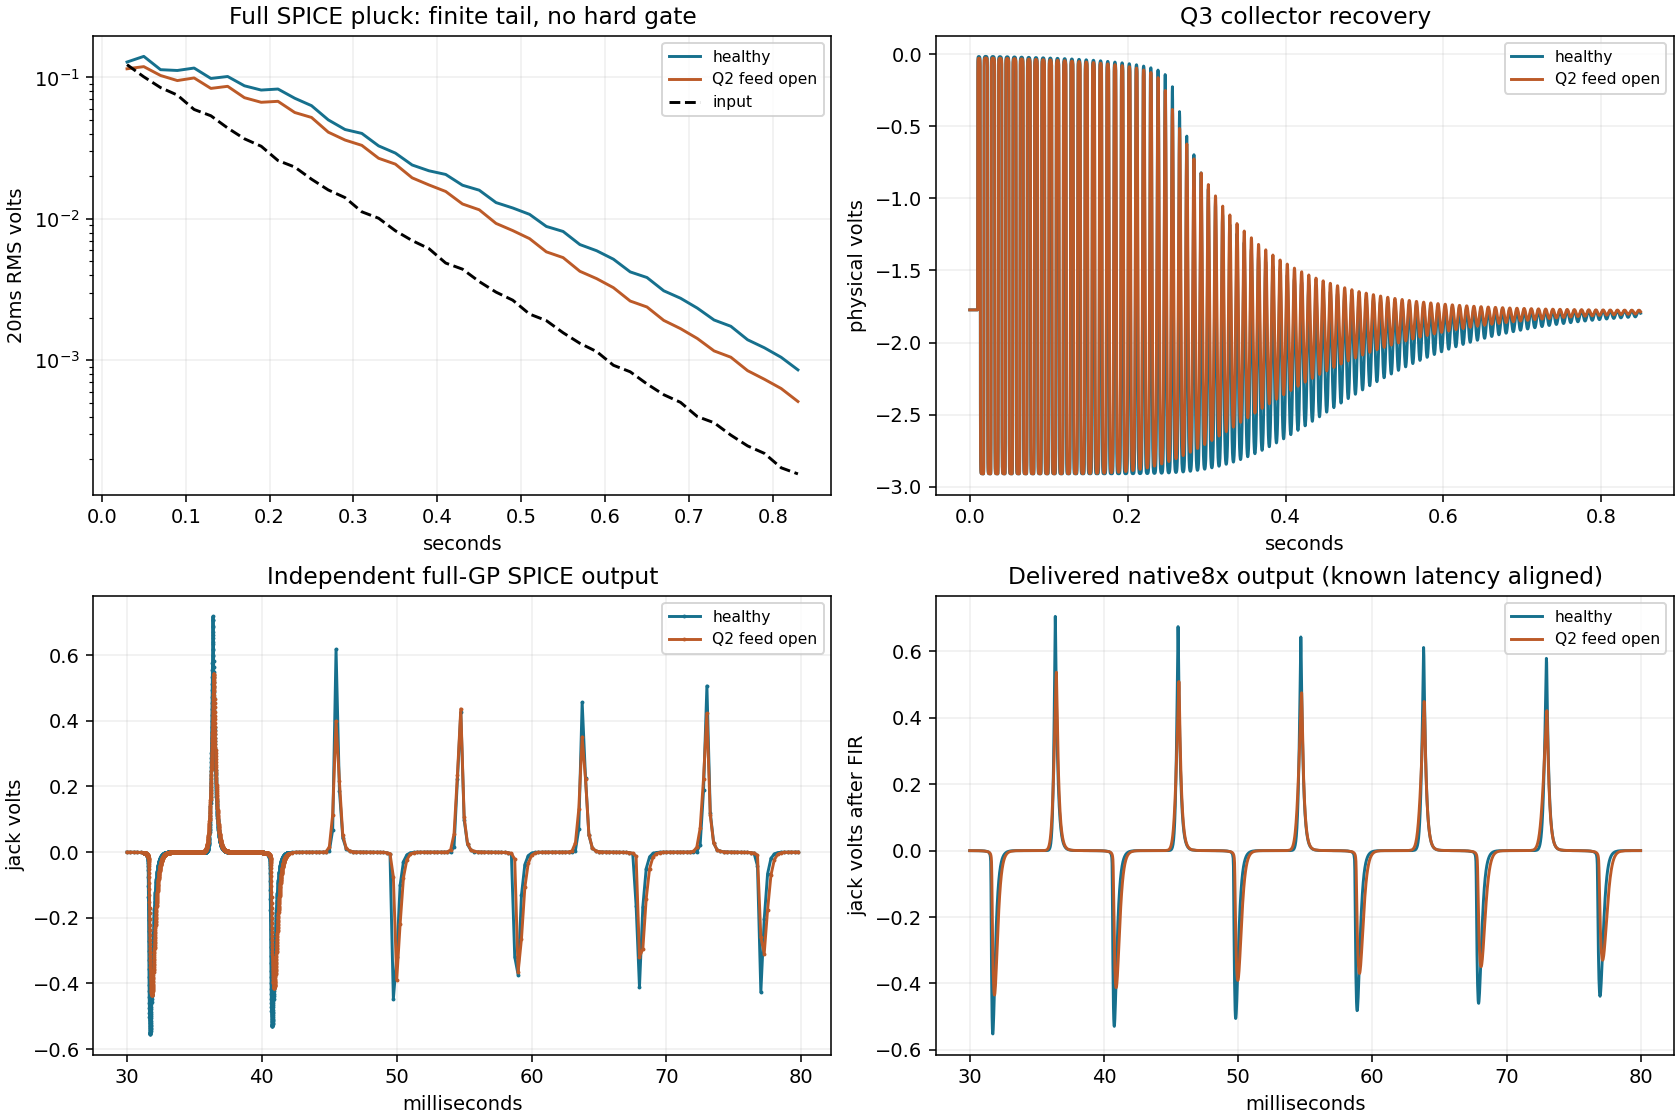 Full SPICE pluck: finite tail, no hard gate
20ms RMS volts
10⁻¹
10⁻²
10⁻³
healthy
Q2 feed open
input
0.0 0.1 0.2 0.3 0.4 0.5 0.6 0.7 0.8
seconds
Q3 collector recovery
physical volts
0.0
−0.5
−1.0
−1.5
−2.0
−2.5
−3.0
healthy
Q2 feed open
0.0 0.2 0.4 0.6 0.8
seconds
Independent full-GP SPICE output
jack volts
0.6
0.4
0.2
0.0
−0.2
−0.4
−0.6
healthy
Q2 feed open
30 40 50 60 70 80
milliseconds
Delivered native8x output (known latency aligned)
jack volts after FIR
0.6
0.4
0.2
0.0
−0.2
−0.4
−0.6
healthy
Q2 feed open
30 40 50 60 70 80
milliseconds